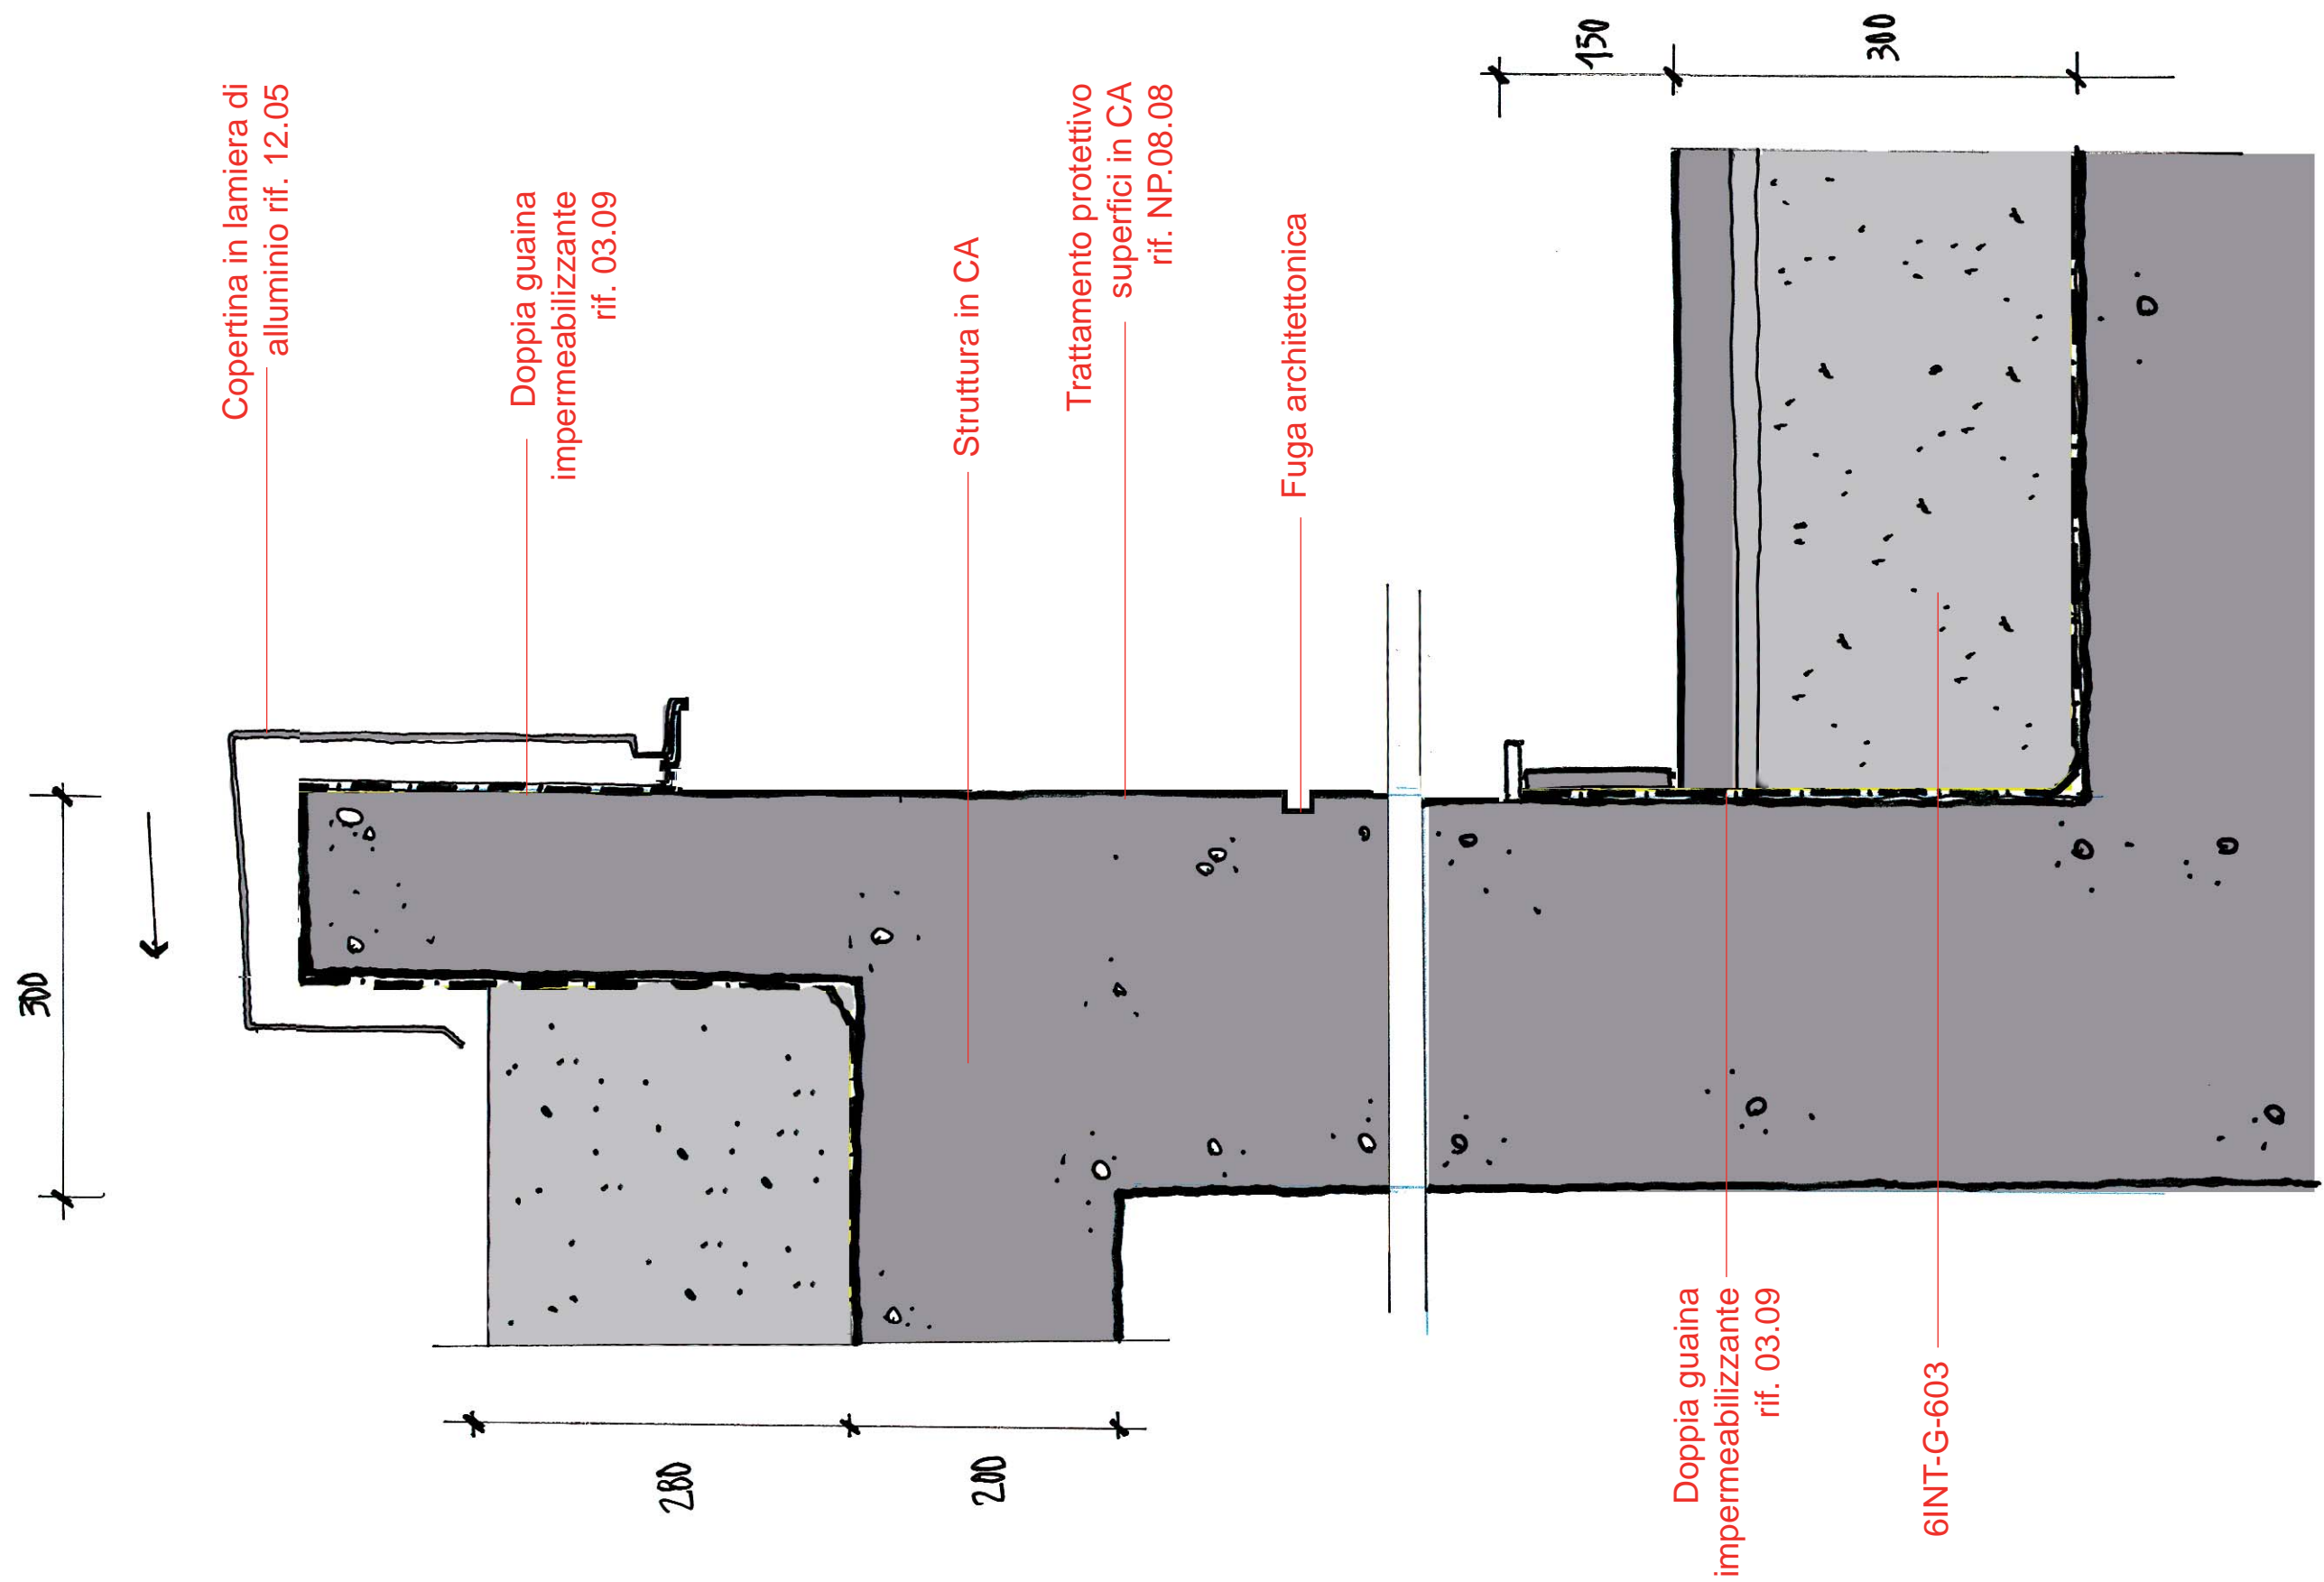 Copertina in lamiera di
alluminio rif. 12.05
Doppia guaina
impermeabilizzante
rif. 03.09
Struttura in CA
Trattamento protettivo
superfici in CA
rif. NP.08.08
Fuga architettonica
150
300
300
280
200
Doppia guaina
impermeabilizzante
rif. 03.09
6INT-G-603